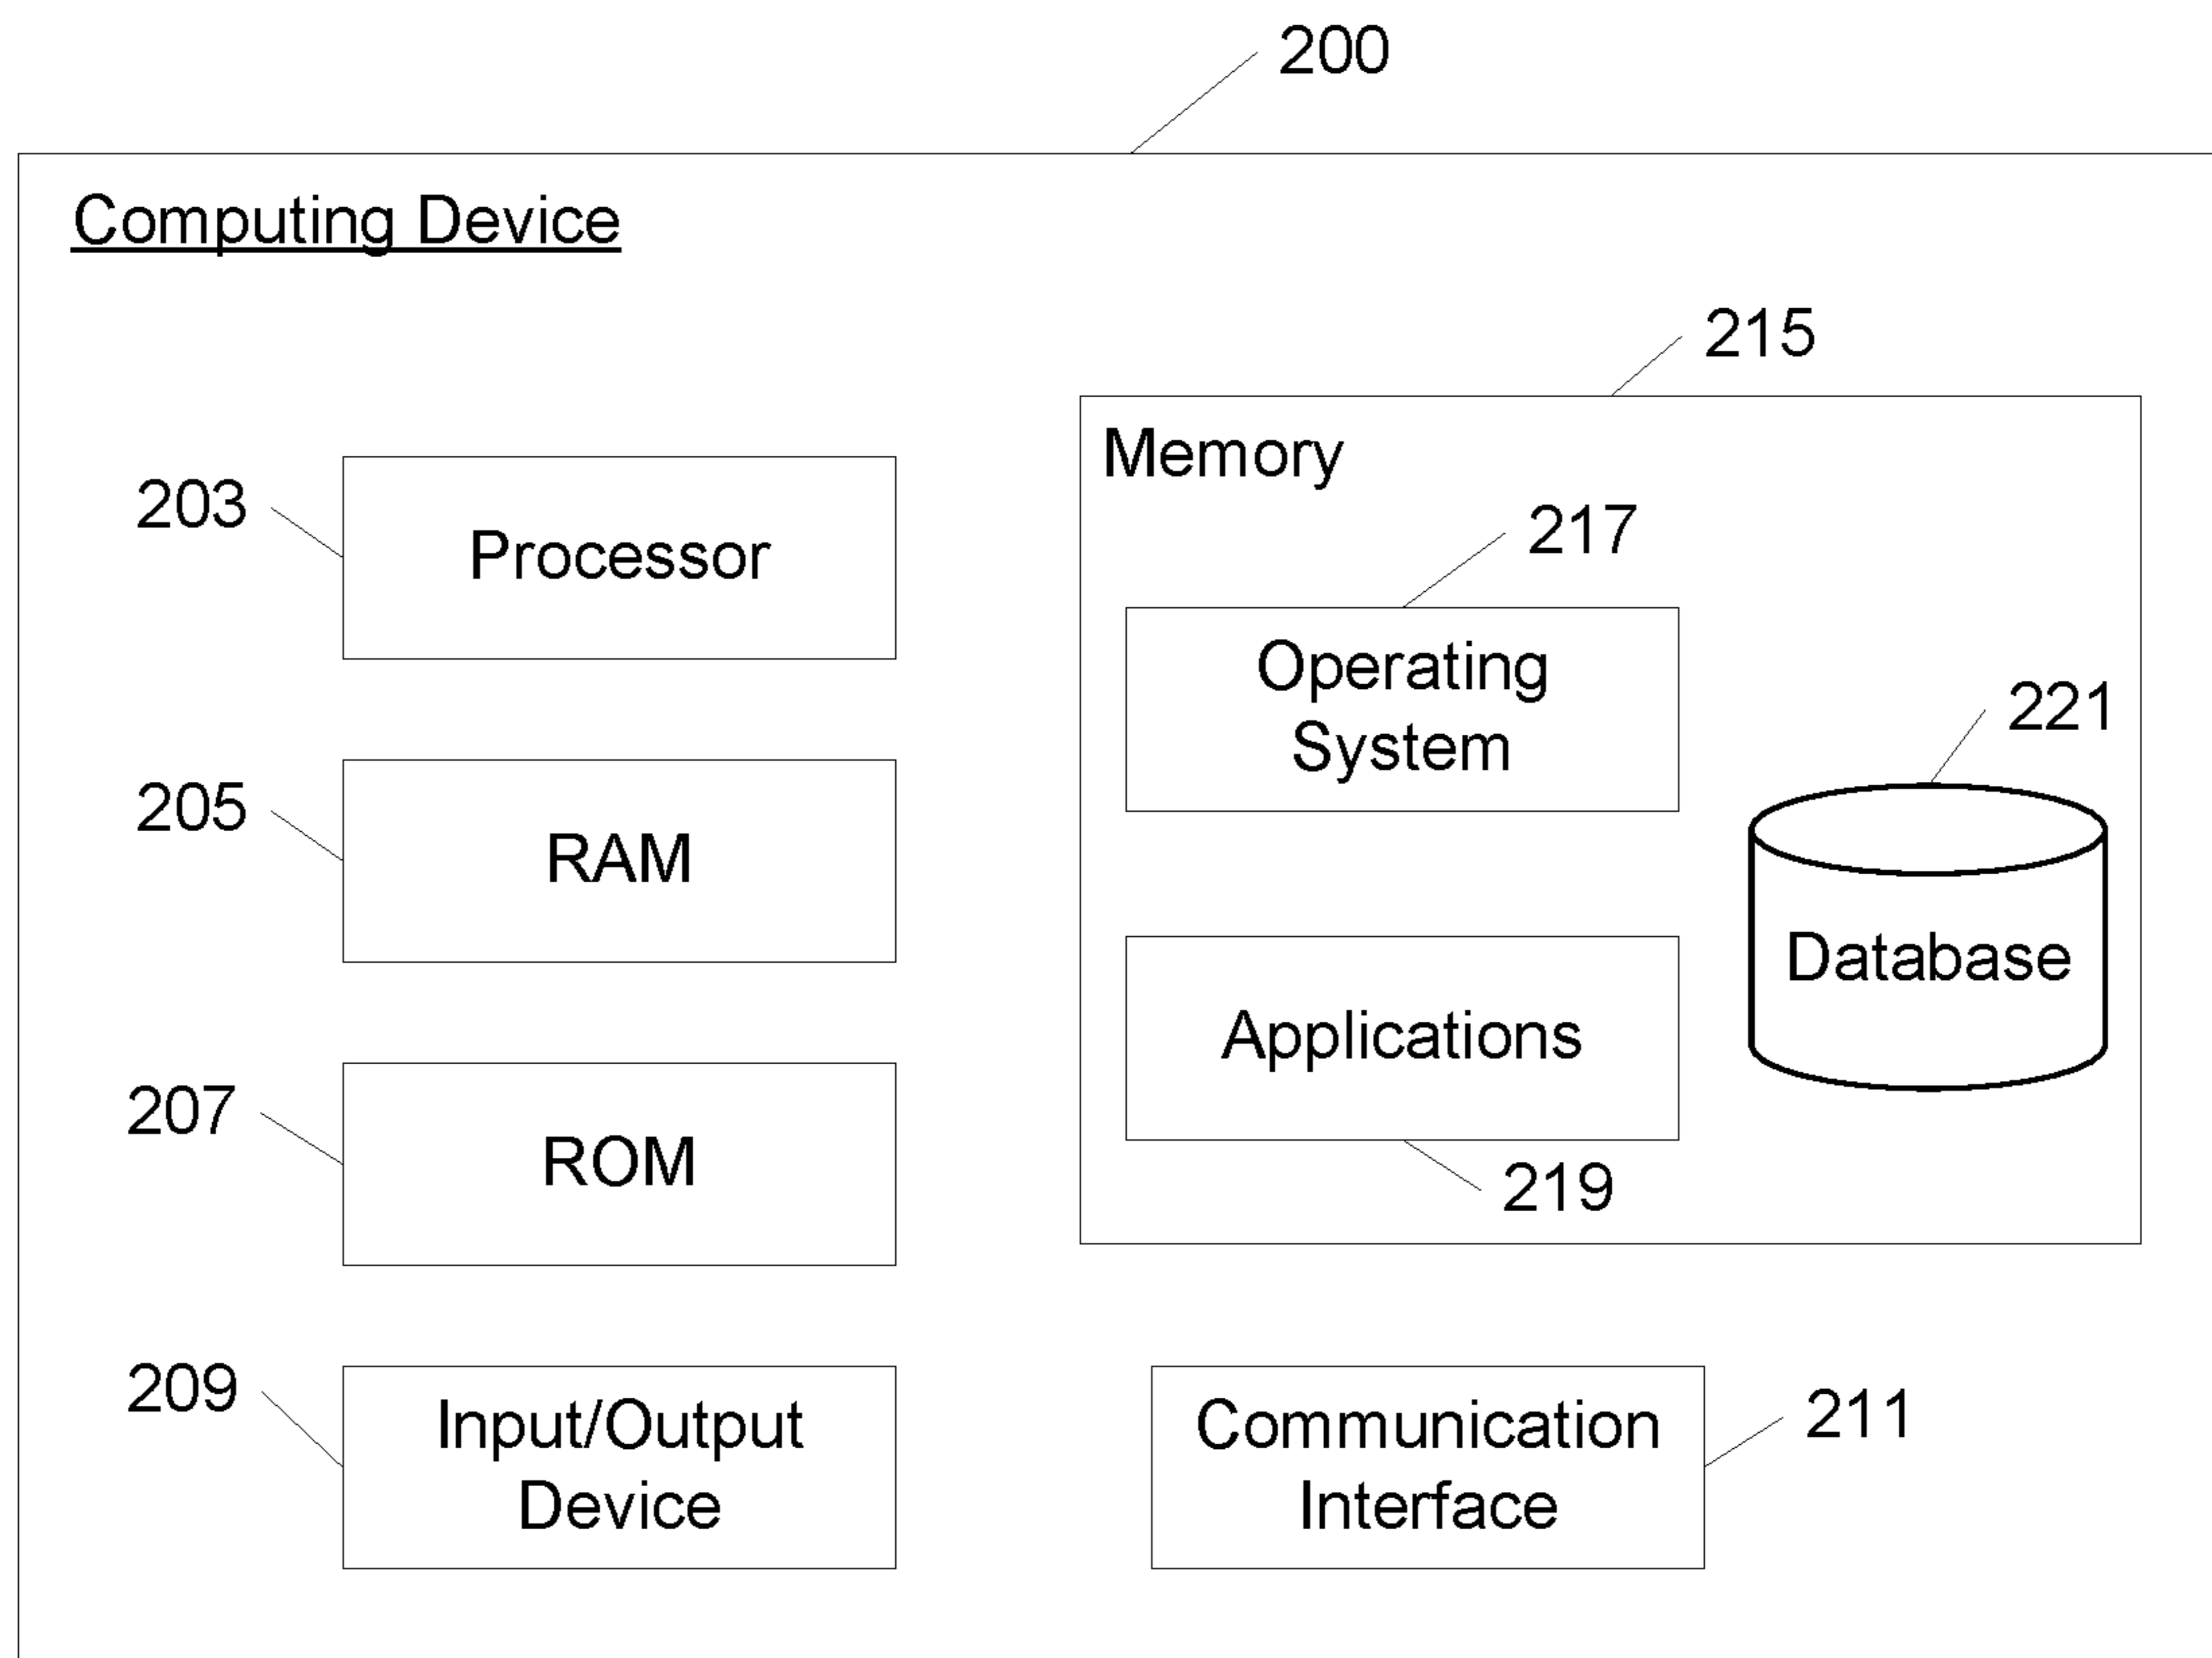 200
Computing Device
215
Memory
203
Processor
217
Operating
System
221
205
RAM
Database
Applications
207
ROM
219
209
Input/Output
Device
Communication
Interface
211